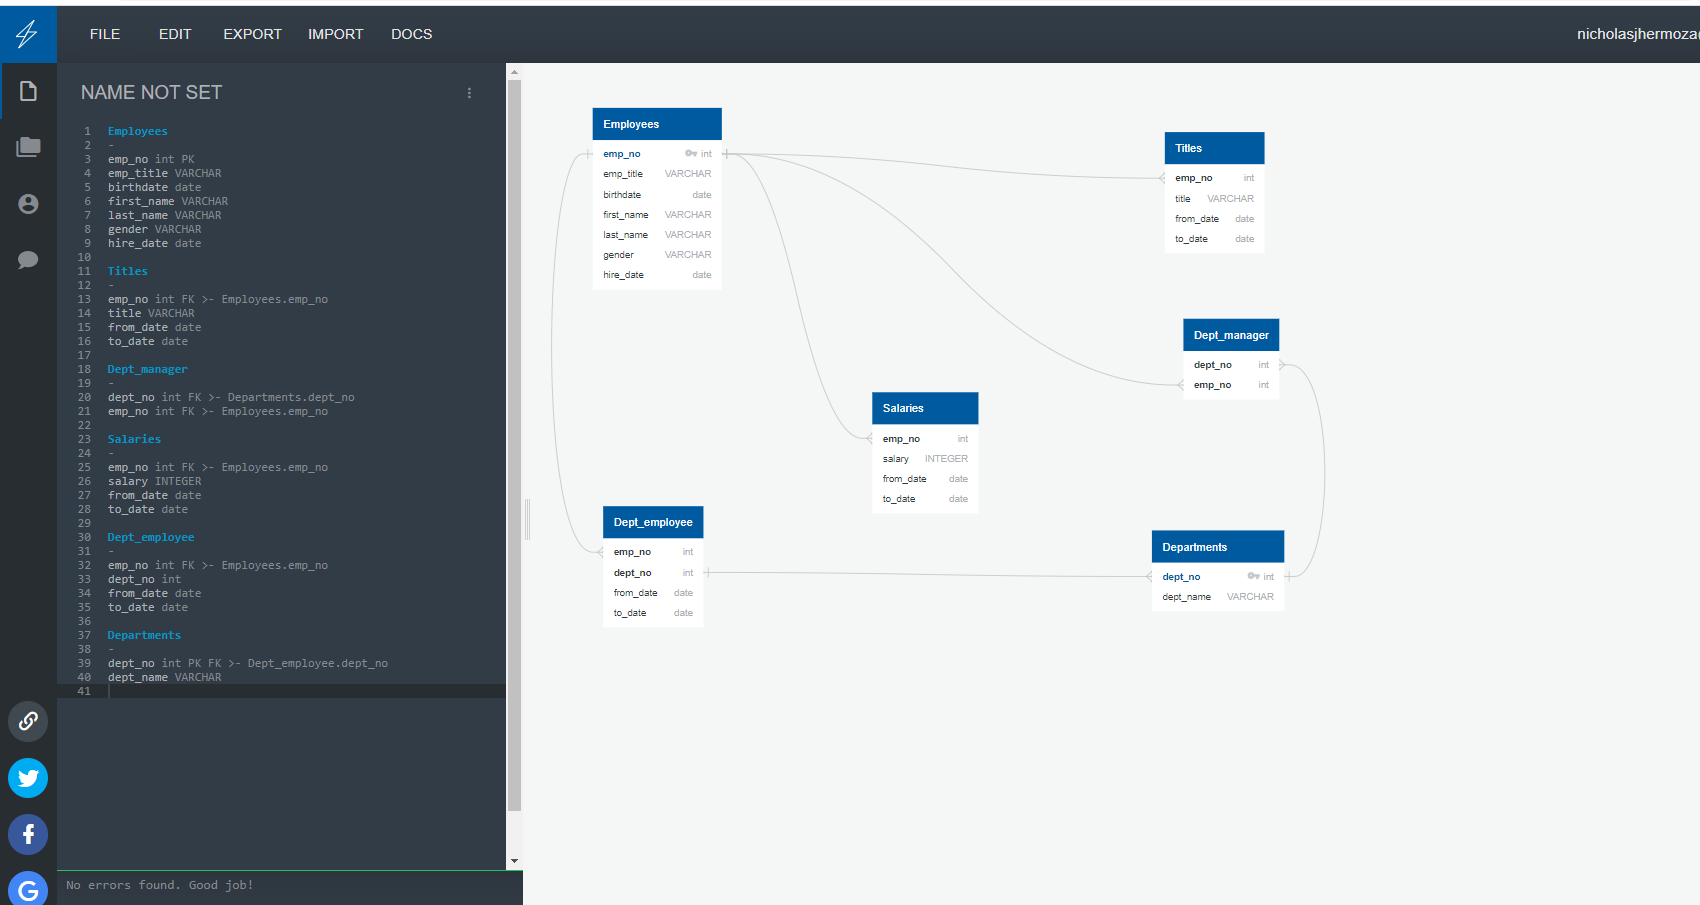 FILE EDIT EXPORT IMPORT DOCS
nicholasjhermoza@
NAME NOT SET
1 Employees
2 -
3 emp_no int PK
4 emp_title VARCHAR
5 birthdate date
6 first_name VARCHAR
7 last_name VARCHAR
8 gender VARCHAR
9 hire_date date
10
11 Titles
12 -
13 emp_no int FK >- Employees.emp_no
14 title VARCHAR
15 from_date date
16 to_date date
17
18 Dept_manager
19 -
20 dept_no int FK >- Departments.dept_no
21 emp_no int FK >- Employees.emp_no
22
23 Salaries
24 -
25 emp_no int FK >- Employees.emp_no
26 salary INTEGER
27 from_date date
28 to_date date
29
30 Dept_employee
31 -
32 emp_no int FK >- Employees.emp_no
33 dept_no int
34 from_date date
35 to_date date
36
37 Departments
38 -
39 dept_no int PK FK >- Dept_employee.dept_no
40 dept_name VARCHAR
41
No errors found. Good job!
Employees
emp_no int
emp_title VARCHAR
birthdate date
first_name VARCHAR
last_name VARCHAR
gender VARCHAR
hire_date date
Titles
emp_no int
title VARCHAR
from_date date
to_date date
Dept_manager
dept_no int
emp_no int
Salaries
emp_no int
salary INTEGER
from_date date
to_date date
Dept_employee
emp_no int
dept_no int
from_date date
to_date date
Departments
dept_no int
dept_name VARCHAR